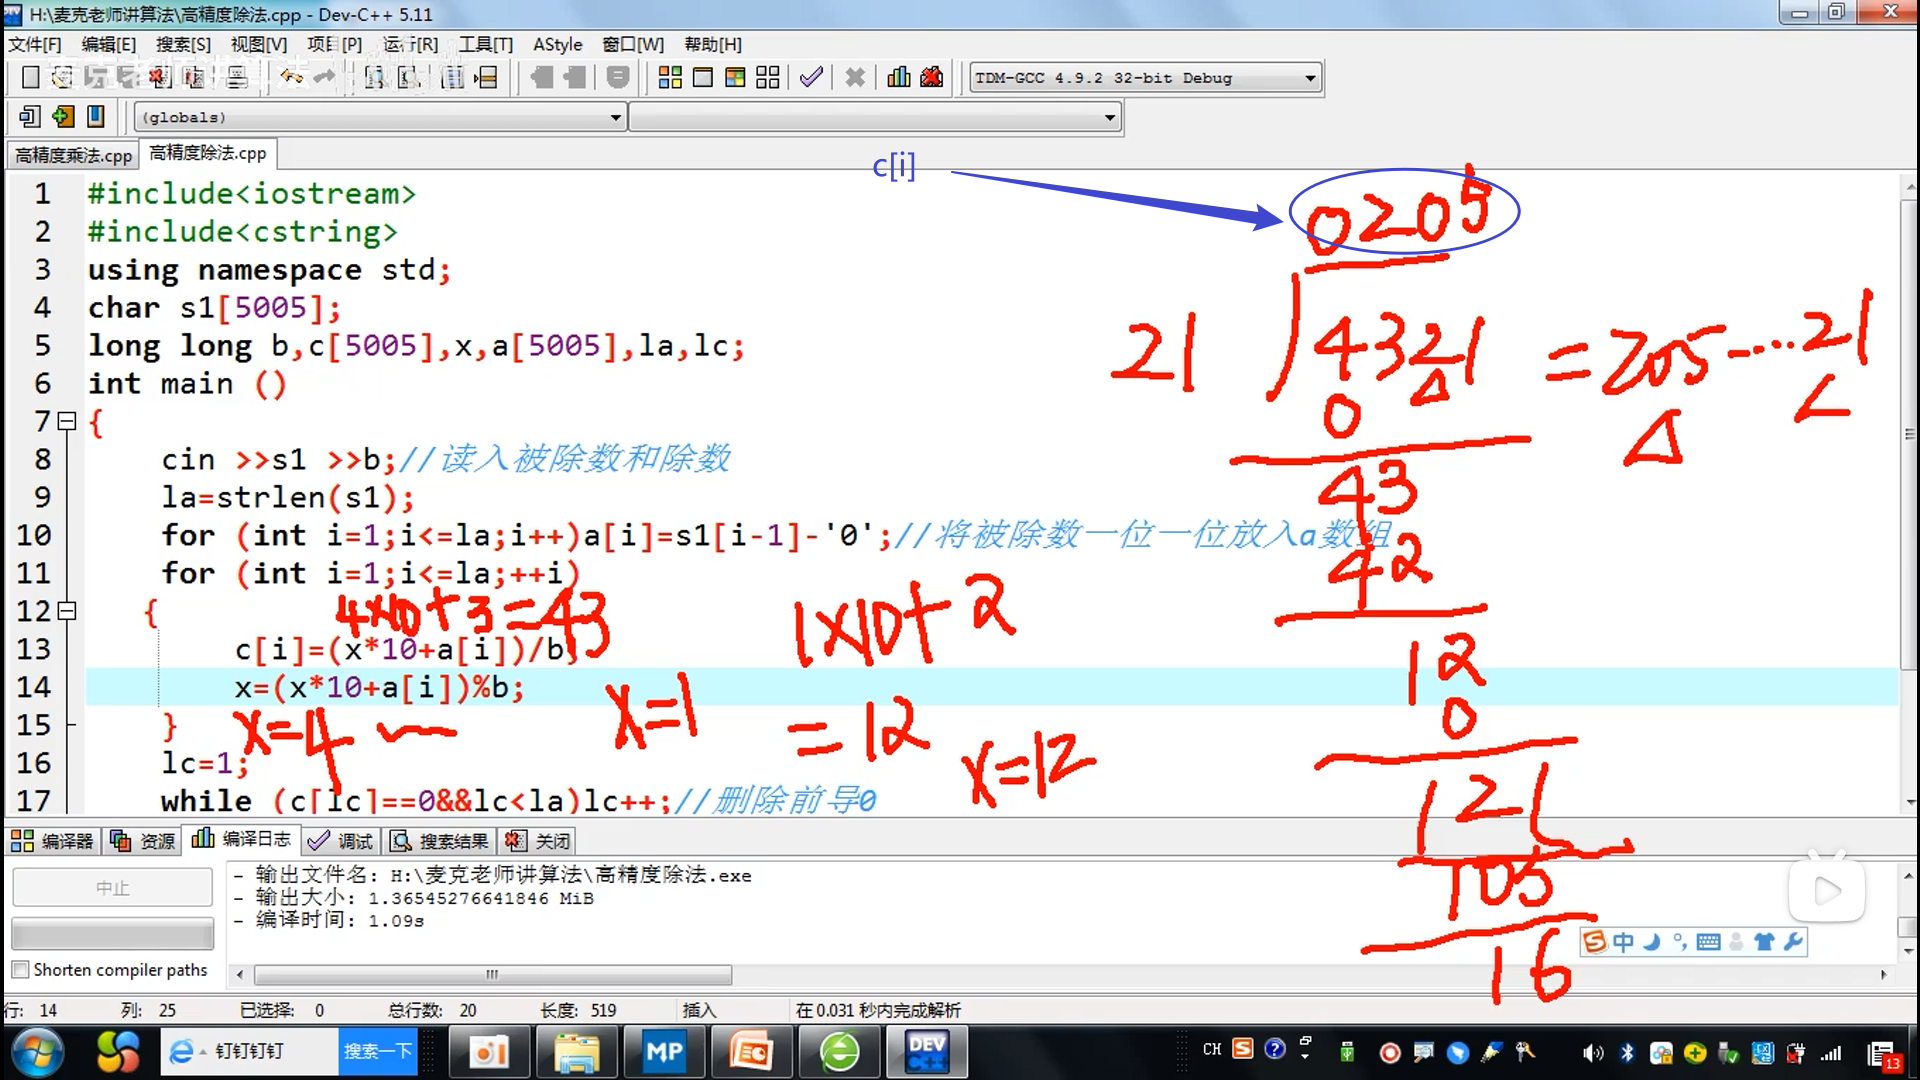 H:\麦克老师讲算法\高精度除法.cpp - Dev-C++ 5.11
文件[F] 编辑[E] 搜索[S] 视图[V] 项目[P] 运行[R] 工具[T] AStyle 窗口[W] 帮助[H]
麦克老师讲算法
TDM-GCC 4.9.2 32-bit Debug
(globals)
高精度乘法.cpp 高精度除法.cpp
c[i]
0205
1 #include<iostream>
2 #include<cstring>
3 using namespace std;
4 char s1[5005];
5 long long b,c[5005],x,a[5005],la,lc;
6 int main ()
7 {
8 cin >>s1 >>b;//读入被除数和除数
9 la=strlen(s1);
10 for (int i=1;i<=la;i++)a[i]=s1[i-1]-'0';//将被除数一位一位放入a数组
11 for (int i=1;i<=la;++i)
12 {
13 c[i]=(x*10+a[i])/b;
14 x=(x*10+a[i])%b;
15 }
16 lc=1;
17 while (c[lc]==0&&lc<la)lc++;//删除前导0
21 4321 = 205 ... 21
0
43
42
12
0
121
105
16
4x10+3=43
1x10+2
=12
x=4
x=1
x=12
编译器 资源 编译日志 调试 搜索结果 关闭
中止
- 输出文件名: H:\麦克老师讲算法\高精度除法.exe
- 输出大小: 1.36545276641846 MiB
- 编译时间: 1.09s
Shorten compiler paths
中
行: 14 列: 25 已选择: 0 总行数: 20 长度: 519 插入 在 0.031 秒内完成解析
钉钉钉钉 搜索一下
MP
DEV C++
CH
13